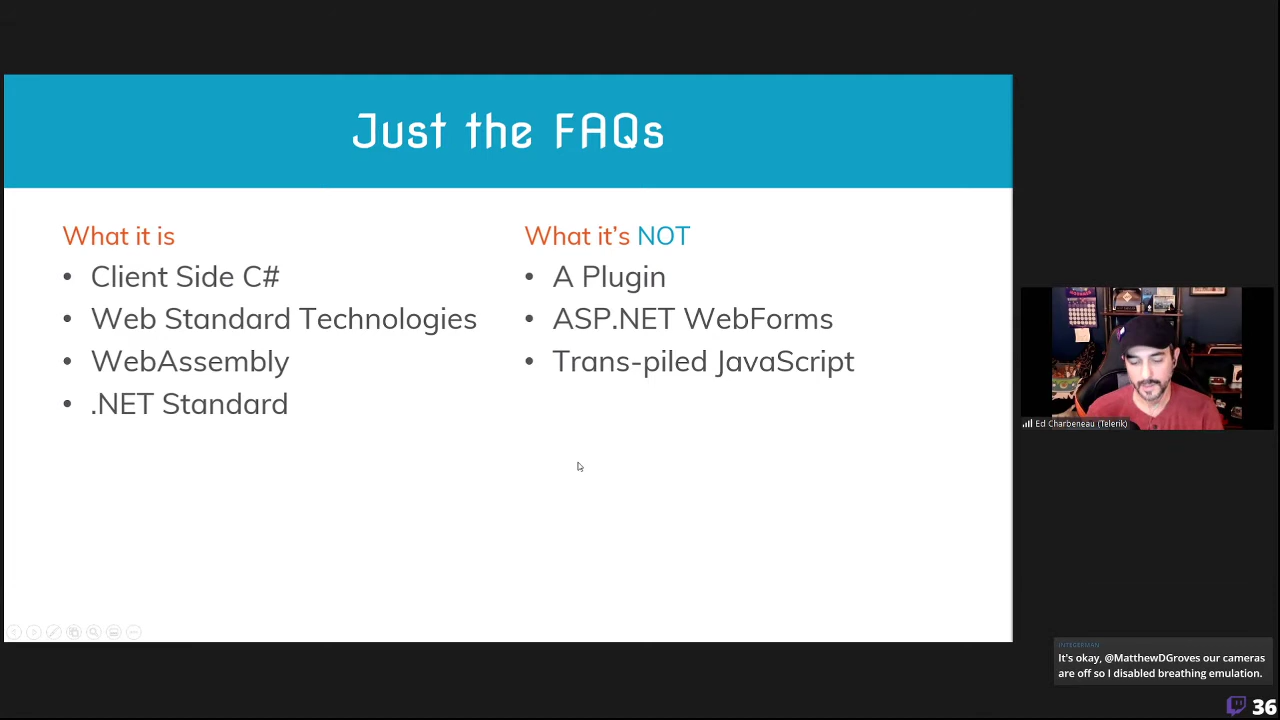 Just the FAQs
What it is
• Client Side C#
• Web Standard Technologies
• WebAssembly
• .NET Standard
What it's NOT
• A Plugin
• ASP.NET WebForms
• Trans-piled JavaScript
Ed Charbeneau (Telerik)
INTEGERMAN
It's okay, @MatthewDGroves our cameras
are off so I disabled breathing emulation.
36